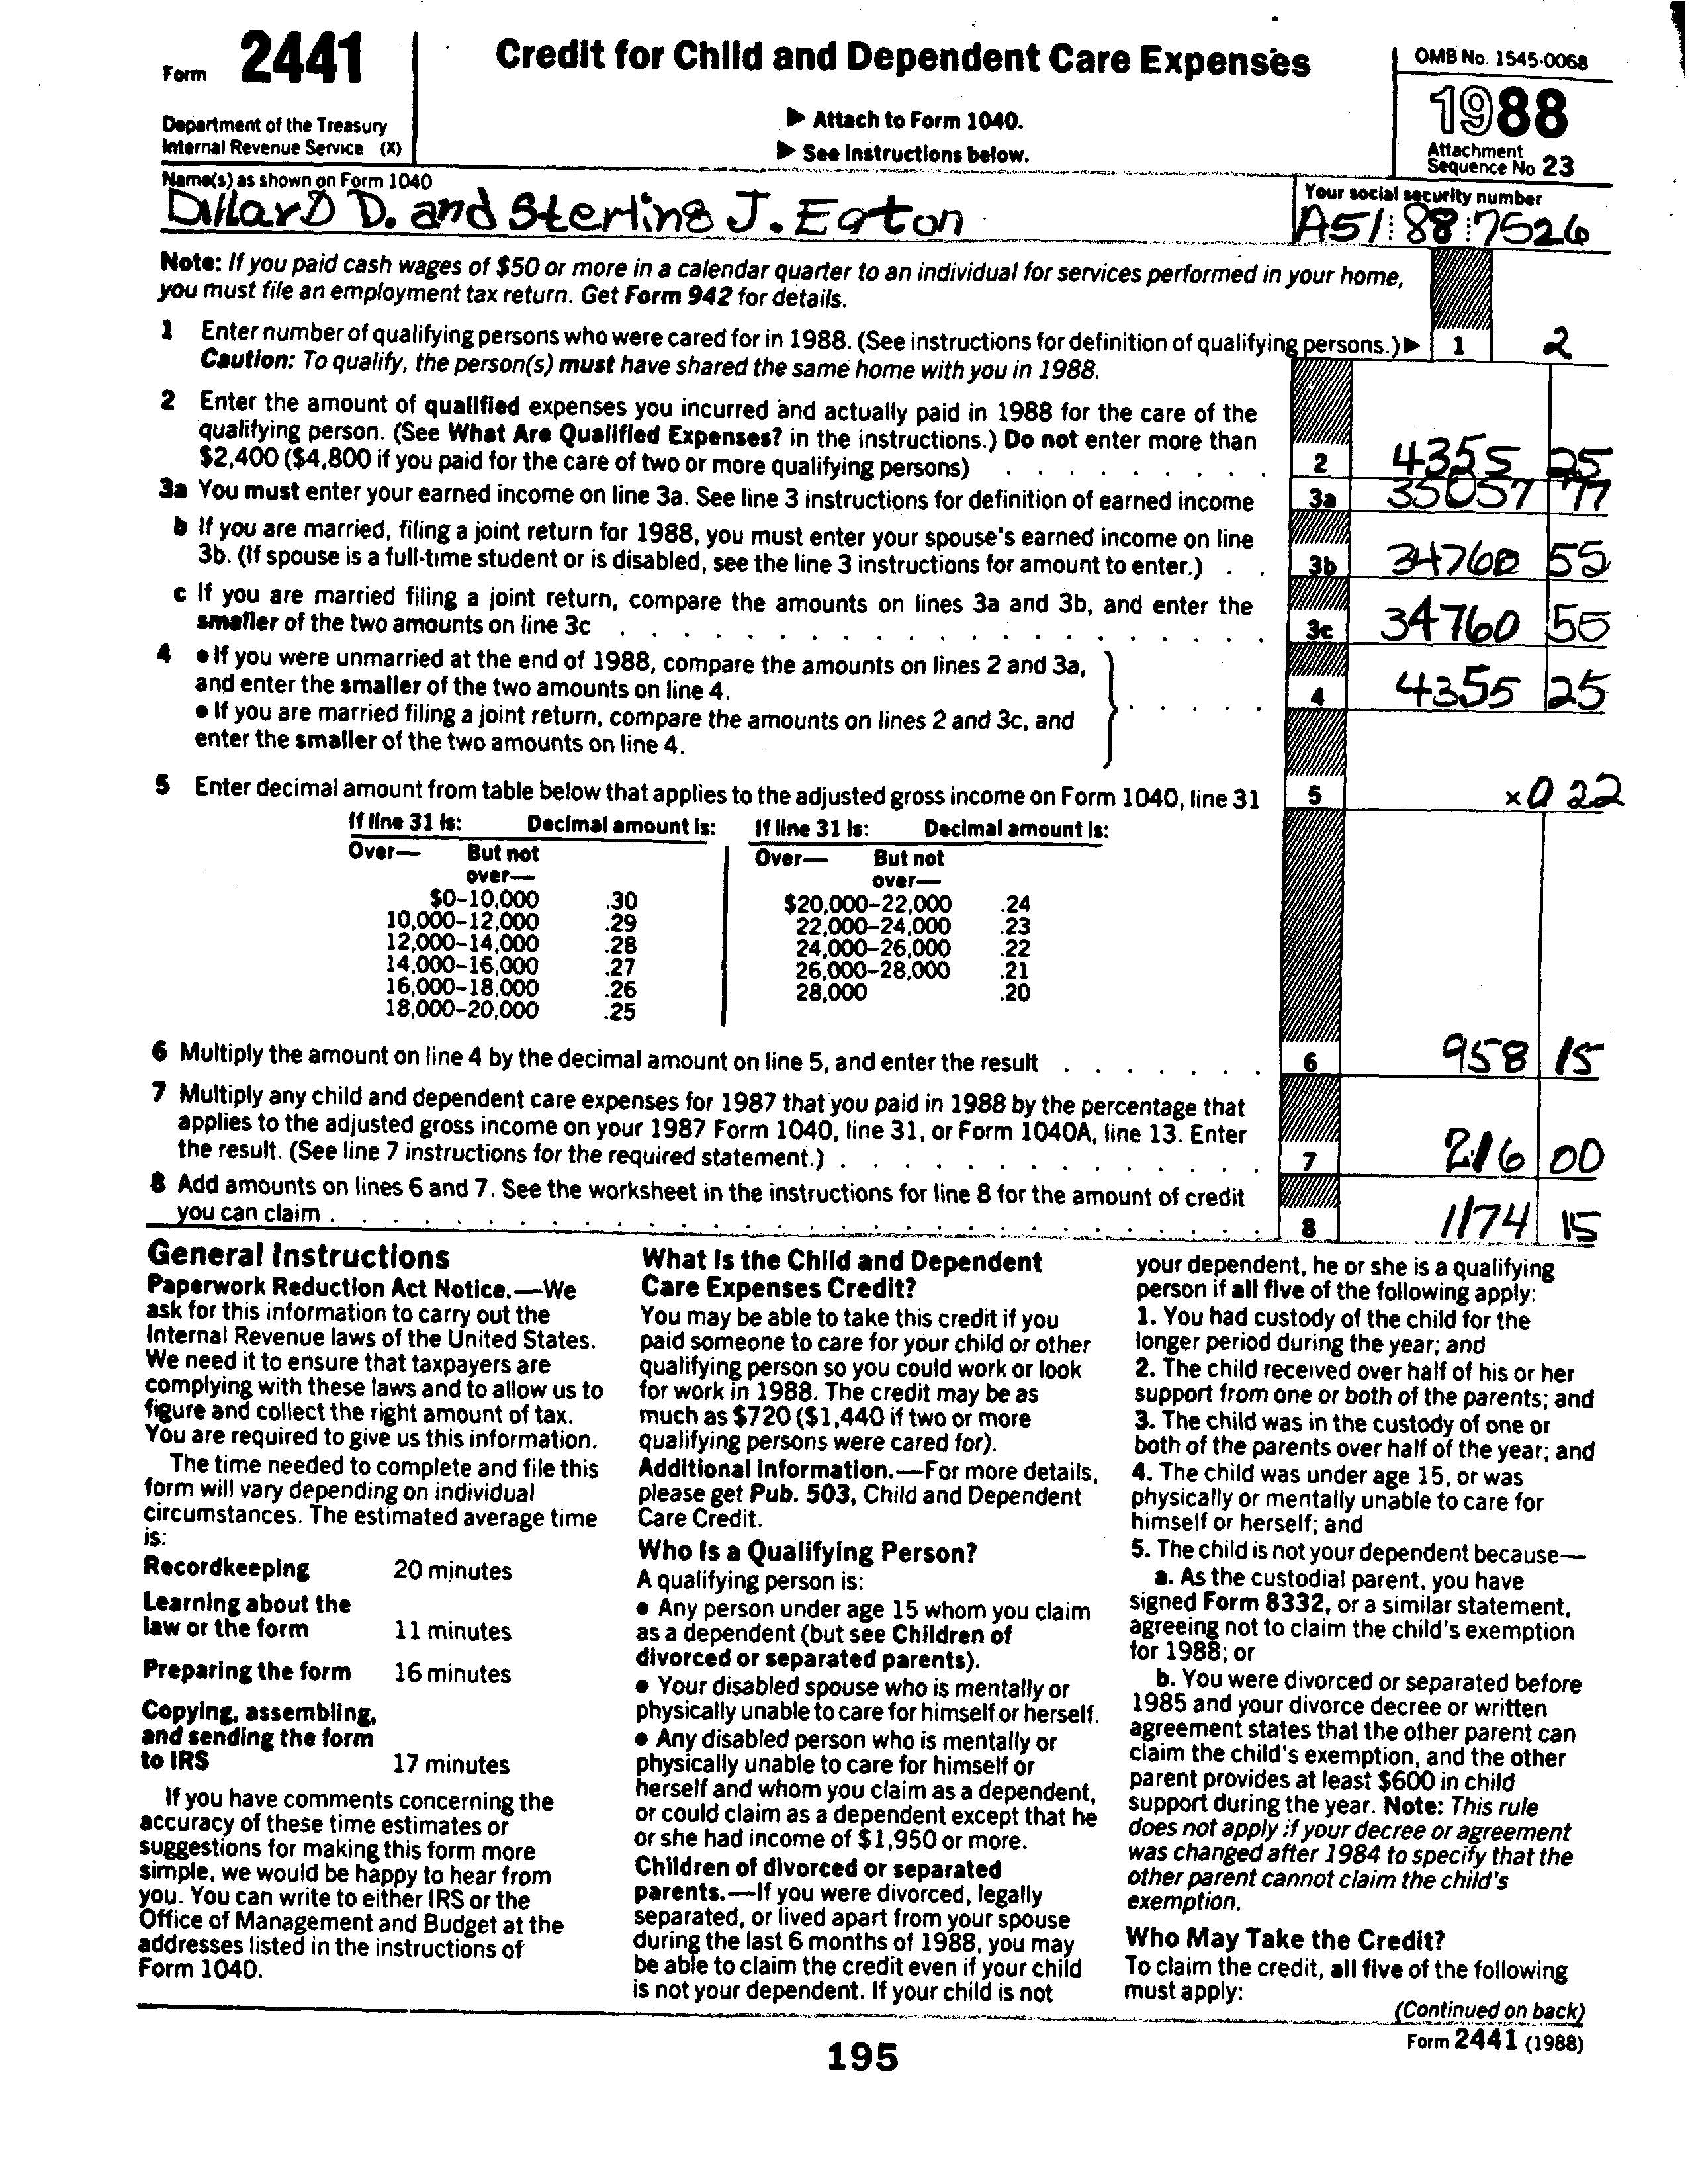 Form 2441
Department of the Treasury
Internal Revenue Service (X)
Credit for Child and Dependent Care Expenses
▶ Attach to Form 1040.
▶ See Instructions below.
OMB No. 1545-0068
1988
Attachment
Sequence No 23
Name(s) as shown on Form 1040
Dillard D. and Sterling J. Eaton
Your social security number
A51:88:7526
Note: If you paid cash wages of $50 or more in a calendar quarter to an individual for services performed in your home,
you must file an employment tax return. Get Form 942 for details.
1 Enter number of qualifying persons who were cared for in 1988. (See instructions for definition of qualifying persons.) ▶ 1 2
Caution: To qualify, the person(s) must have shared the same home with you in 1988.
2 Enter the amount of qualified expenses you incurred and actually paid in 1988 for the care of the
qualifying person. (See What Are Qualified Expenses? in the instructions.) Do not enter more than
$2,400 ($4,800 if you paid for the care of two or more qualifying persons) . . . . . . . . . 2 4355 25
3a You must enter your earned income on line 3a. See line 3 instructions for definition of earned income 3a 35057 77
b If you are married, filing a joint return for 1988, you must enter your spouse's earned income on line
3b. (If spouse is a full-time student or is disabled, see the line 3 instructions for amount to enter.) . . 3b 34760 55
c If you are married filing a joint return, compare the amounts on lines 3a and 3b, and enter the
smaller of the two amounts on line 3c . . . . . . . . . . . . . . . . . . . . . 3c 34760 55
4 • If you were unmarried at the end of 1988, compare the amounts on lines 2 and 3a,
and enter the smaller of the two amounts on line 4. . . . . . 4 4355 25
• If you are married filing a joint return, compare the amounts on lines 2 and 3c, and
enter the smaller of the two amounts on line 4.
5 Enter decimal amount from table below that applies to the adjusted gross income on Form 1040, line 31 5 x0 22
If line 31 is: Decimal amount is: If line 31 is: Decimal amount is:
Over— But not over— Over— But not over—
$0–10,000 .30 $20,000–22,000 .24
10,000–12,000 .29 22,000–24,000 .23
12,000–14,000 .28 24,000–26,000 .22
14,000–16,000 .27 26,000–28,000 .21
16,000–18,000 .26 28,000 .20
18,000–20,000 .25
6 Multiply the amount on line 4 by the decimal amount on line 5, and enter the result . . . . . . . 6 958 15
7 Multiply any child and dependent care expenses for 1987 that you paid in 1988 by the percentage that
applies to the adjusted gross income on your 1987 Form 1040, line 31, or Form 1040A, line 13. Enter
the result. (See line 7 instructions for the required statement.) . . . . . . . . . . . . . . 7 216 00
8 Add amounts on lines 6 and 7. See the worksheet in the instructions for line 8 for the amount of credit
you can claim . . . . . . . . . . . . . . . . . . . . . . . . . . . . . . 8 1174 15
General Instructions
Paperwork Reduction Act Notice.—We
ask for this information to carry out the
Internal Revenue laws of the United States.
We need it to ensure that taxpayers are
complying with these laws and to allow us to
figure and collect the right amount of tax.
You are required to give us this information.
The time needed to complete and file this
form will vary depending on individual
circumstances. The estimated average time
is:
Recordkeeping 20 minutes
Learning about the
law or the form 11 minutes
Preparing the form 16 minutes
Copying, assembling,
and sending the form
to IRS 17 minutes
If you have comments concerning the
accuracy of these time estimates or
suggestions for making this form more
simple, we would be happy to hear from
you. You can write to either IRS or the
Office of Management and Budget at the
addresses listed in the instructions of
Form 1040.
What Is the Child and Dependent
Care Expenses Credit?
You may be able to take this credit if you
paid someone to care for your child or other
qualifying person so you could work or look
for work in 1988. The credit may be as
much as $720 ($1,440 if two or more
qualifying persons were cared for).
Additional Information.—For more details,
please get Pub. 503, Child and Dependent
Care Credit.
Who Is a Qualifying Person?
A qualifying person is:
• Any person under age 15 whom you claim
as a dependent (but see Children of
divorced or separated parents).
• Your disabled spouse who is mentally or
physically unable to care for himself or herself.
• Any disabled person who is mentally or
physically unable to care for himself or
herself and whom you claim as a dependent,
or could claim as a dependent except that he
or she had income of $1,950 or more.
Children of divorced or separated
parents.—If you were divorced, legally
separated, or lived apart from your spouse
during the last 6 months of 1988, you may
be able to claim the credit even if your child
is not your dependent. If your child is not
your dependent, he or she is a qualifying
person if all five of the following apply:
1. You had custody of the child for the
longer period during the year; and
2. The child received over half of his or her
support from one or both of the parents; and
3. The child was in the custody of one or
both of the parents over half of the year; and
4. The child was under age 15, or was
physically or mentally unable to care for
himself or herself; and
5. The child is not your dependent because—
a. As the custodial parent, you have
signed Form 8332, or a similar statement,
agreeing not to claim the child's exemption
for 1988; or
b. You were divorced or separated before
1985 and your divorce decree or written
agreement states that the other parent can
claim the child's exemption, and the other
parent provides at least $600 in child
support during the year. Note: This rule
does not apply if your decree or agreement
was changed after 1984 to specify that the
other parent cannot claim the child's
exemption.
Who May Take the Credit?
To claim the credit, all five of the following
must apply:
(Continued on back)
195
Form 2441 (1988)